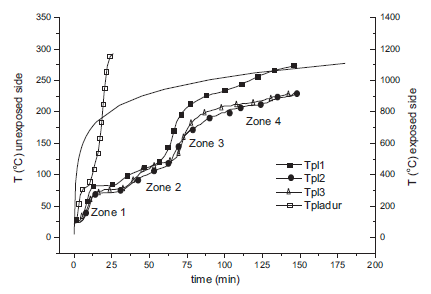 350
300
250
200
150
100
50
0
T (°C) unexposed side
1400
1200
1000
800
600
400
200
0
T (°C) exposed side
Zone 1
Zone 2
Zone 3
Zone 4
Tpl1
Tpl2
Tpl3
Tpladur
0 25 50 75 100 125 150 175 200
time (min)